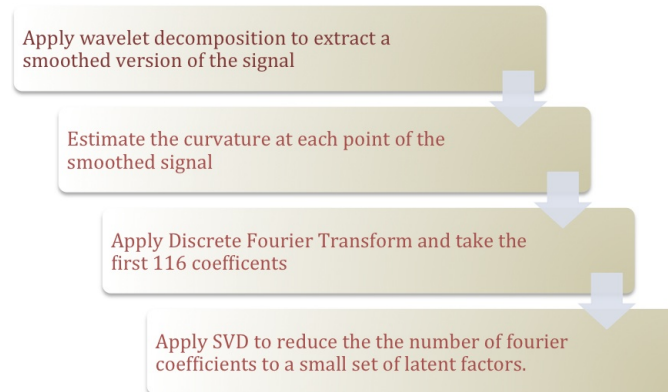 Apply wavelet decomposition to extract a
smoothed version of the signal
Estimate the curvature at each point of the
smoothed signal
Apply Discrete Fourier Transform and take the
first 116 coefficents
Apply SVD to reduce the the number of fourier
coefficients to a small set of latent factors.